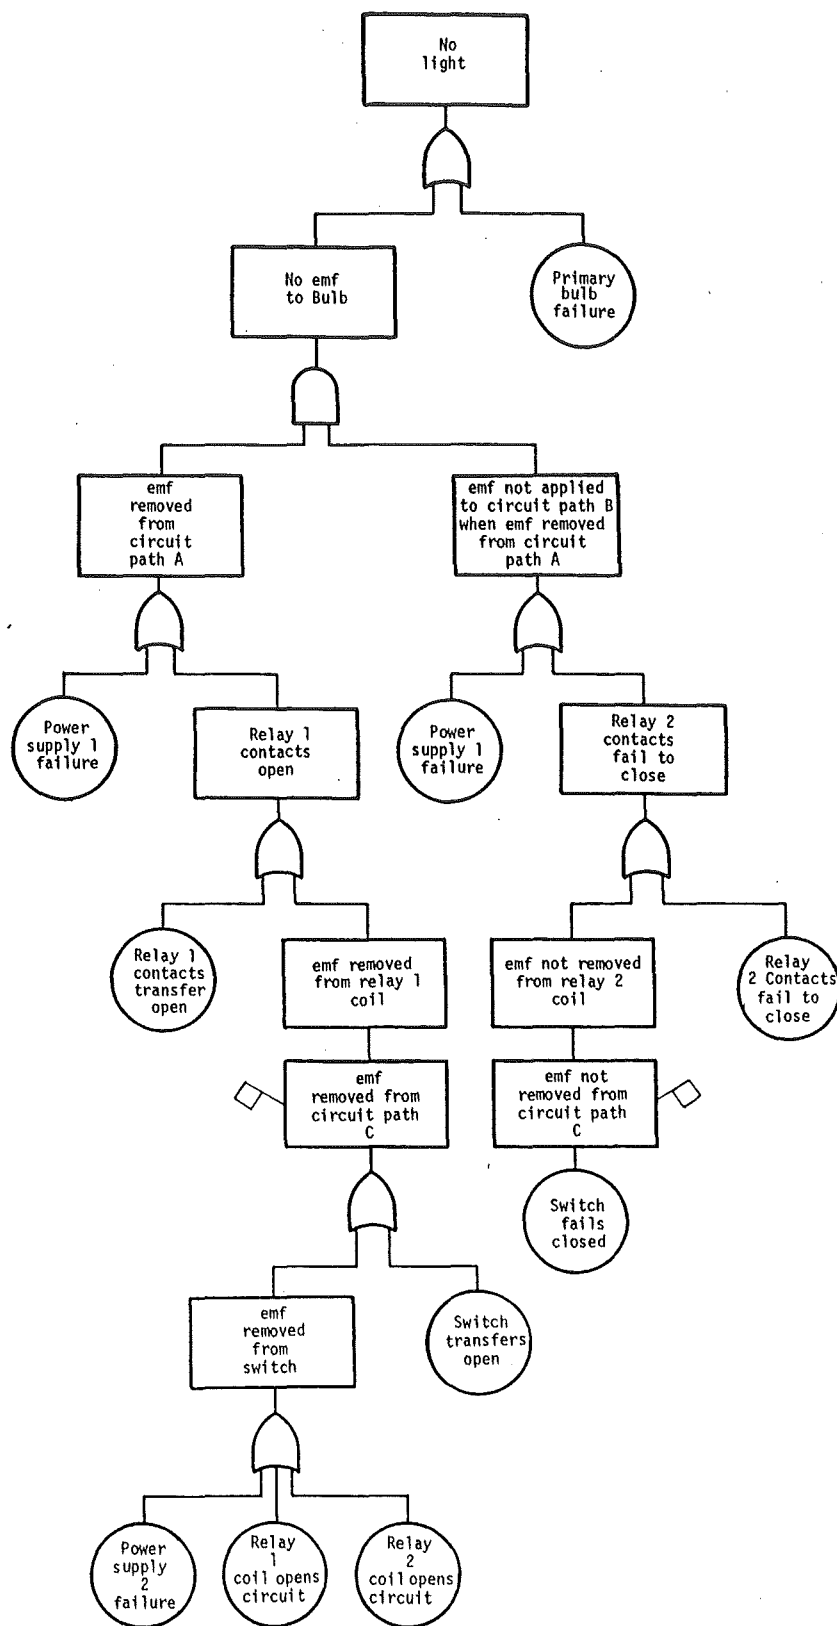 No
light
No emf
to Bulb
Primary
bulb
failure
emf
removed
from
circuit
path A
emf not applied
to circuit path B
when emf removed
from circuit
path A
Power
supply 1
failure
Relay 1
contacts
open
Power
supply 1
failure
Relay 2
contacts
fail to
close
Relay 1
contacts
transfer
open
emf removed
from relay 1
coil
emf not removed
from relay 2
coil
Relay
2 Contacts
fail to
close
emf
removed from
circuit path
C
emf not
removed from
circuit path
C
Switch
fails
closed
emf
removed
from
switch
Switch
transfers
open
Power
supply
2
failure
Relay
1
coil opens
circuit
Relay
2
coil opens
circuit